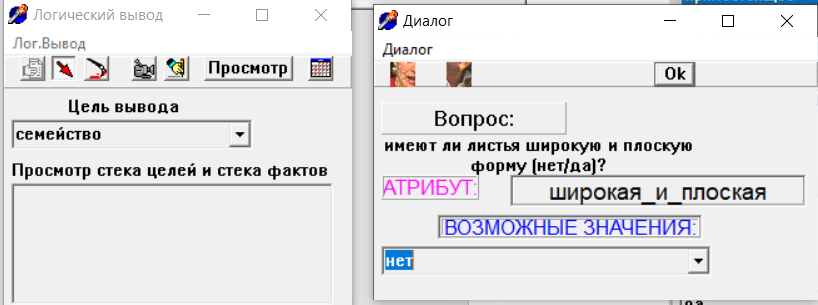 Логический вывод
Лог.Вывод
Просмотр
Цель вывода
семейство
Просмотр стека целей и стека фактов
Диалог
Диалог
Ok
Вопрос:
имеют ли листья широкую и плоскую
форму (нет/да)?
АТРИБУТ:
широкая_и_плоская
ВОЗМОЖНЫЕ ЗНАЧЕНИЯ:
нет